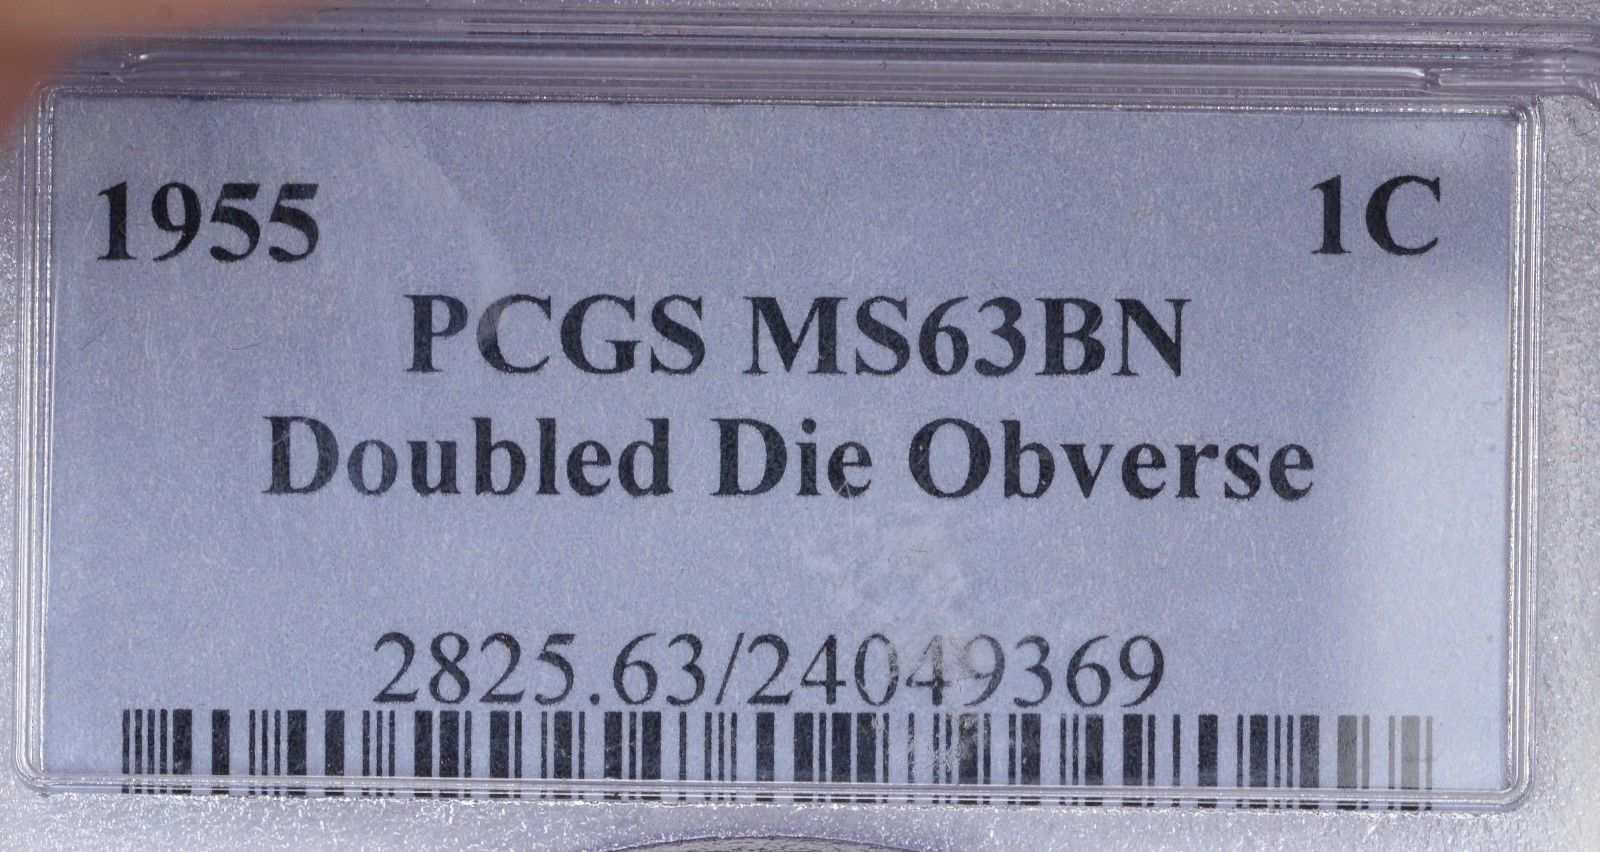 1955 1C
PCGS MS63BN
Doubled Die Obverse
2825.63/24049369